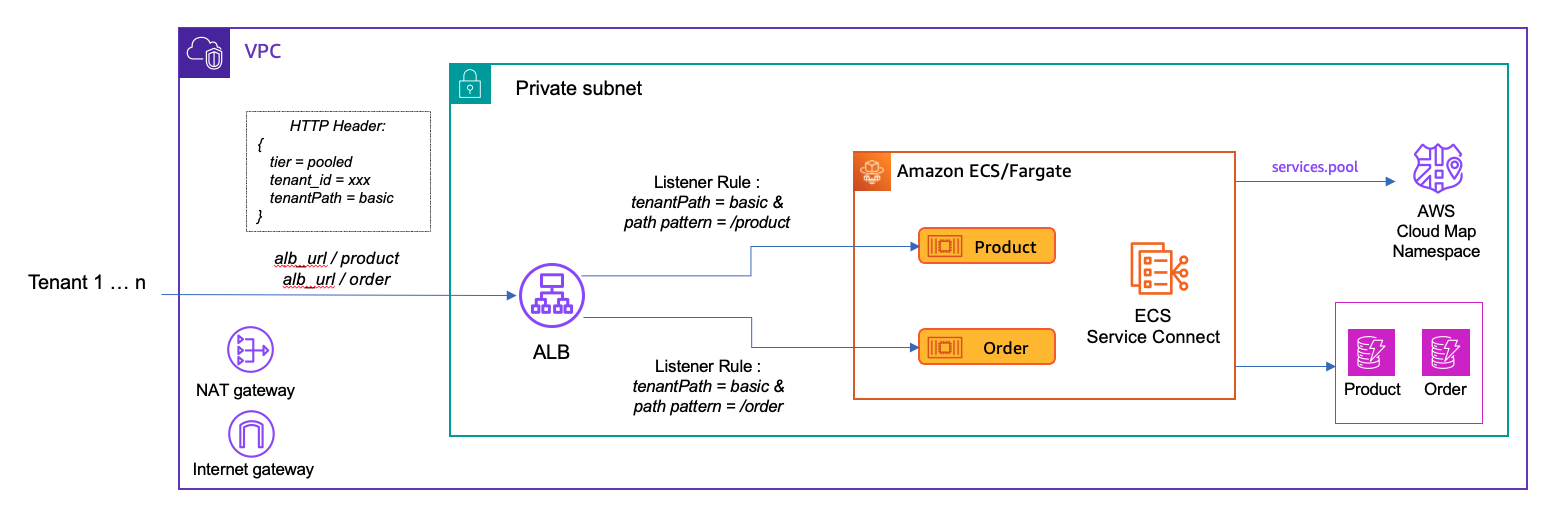 VPC
Private subnet
HTTP Header:
{
tier = pooled
tenant_id = xxx
tenantPath = basic
}
alb_url / product
alb_url / order
Tenant 1 … n
NAT gateway
Internet gateway
ALB
Listener Rule :
tenantPath = basic &
path pattern = /product
Listener Rule :
tenantPath = basic &
path pattern = /order
Amazon ECS/Fargate
Product
Order
ECS
Service Connect
services.pool
AWS
Cloud Map
Namespace
Product
Order